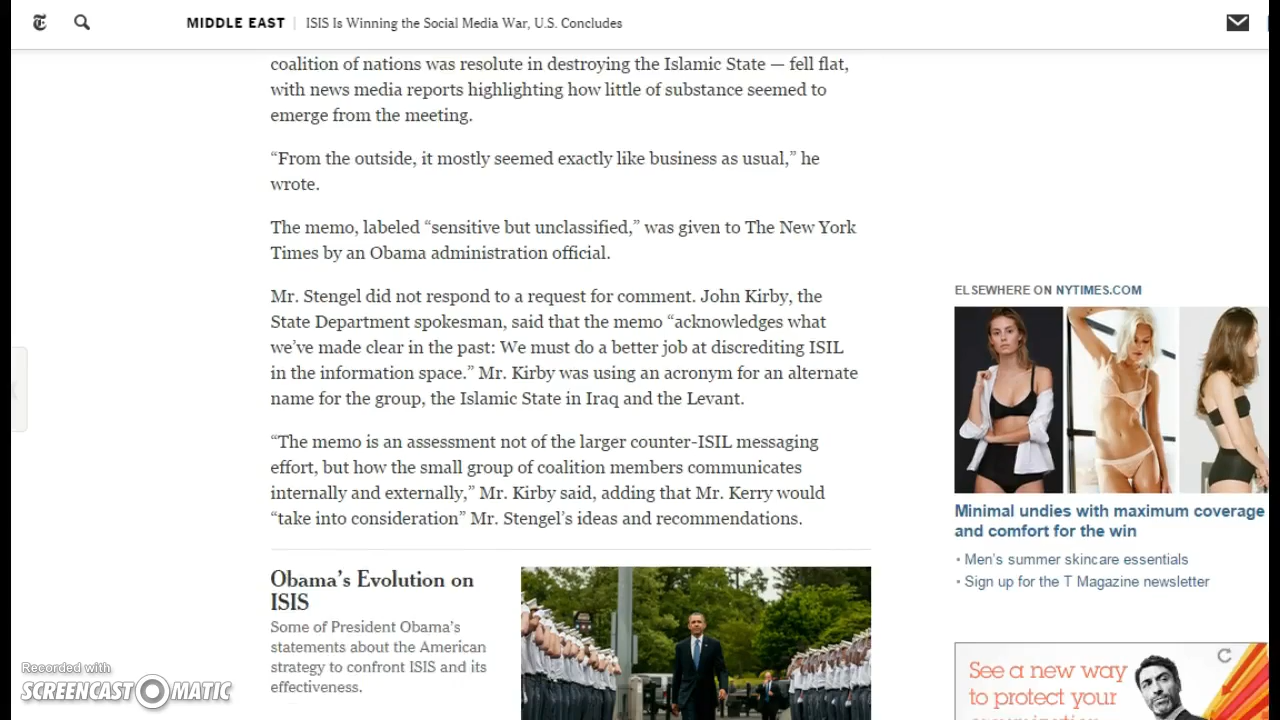 MIDDLE EAST | ISIS Is Winning the Social Media War, U.S. Concludes
coalition of nations was resolute in destroying the Islamic State — fell flat,
with news media reports highlighting how little of substance seemed to
emerge from the meeting.
“From the outside, it mostly seemed exactly like business as usual,” he
wrote.
The memo, labeled “sensitive but unclassified,” was given to The New York
Times by an Obama administration official.
Mr. Stengel did not respond to a request for comment. John Kirby, the
State Department spokesman, said that the memo “acknowledges what
we’ve made clear in the past: We must do a better job at discrediting ISIL
in the information space.” Mr. Kirby was using an acronym for an alternate
name for the group, the Islamic State in Iraq and the Levant.
“The memo is an assessment not of the larger counter-ISIL messaging
effort, but how the small group of coalition members communicates
internally and externally,” Mr. Kirby said, adding that Mr. Kerry would
“take into consideration” Mr. Stengel’s ideas and recommendations.
Obama’s Evolution on
ISIS
Some of President Obama’s
statements about the American
strategy to confront ISIS and its
effectiveness.
ELSEWHERE ON NYTIMES.COM
Minimal undies with maximum coverage
and comfort for the win
• Men’s summer skincare essentials
• Sign up for the T Magazine newsletter
See a new way
to protect your
Recorded with
SCREENCAST-O-MATIC